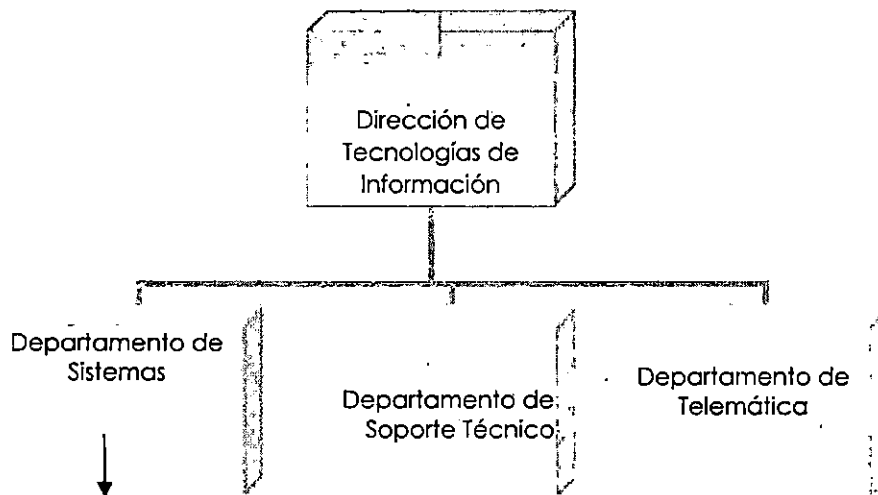 Dirección de
Tecnologías de
Información
Departamento de
Sistemas
Departamento de
Soporte Técnico
Departamento de
Telemática